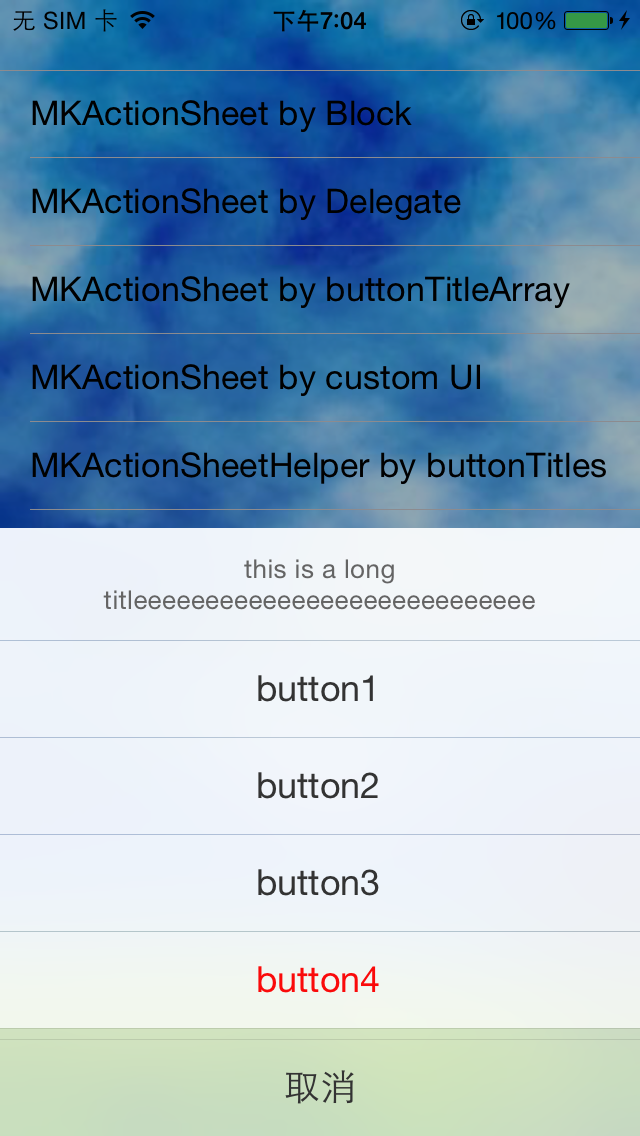 无 SIM 卡 下午7:04 100%
MKActionSheet by Block
MKActionSheet by Delegate
MKActionSheet by buttonTitleArray
MKActionSheet by custom UI
MKActionSheetHelper by buttonTitles
this is a long
titleeeeeeeeeeeeeeeeeeeeeeeeeeee
button1
button2
button3
button4
取消